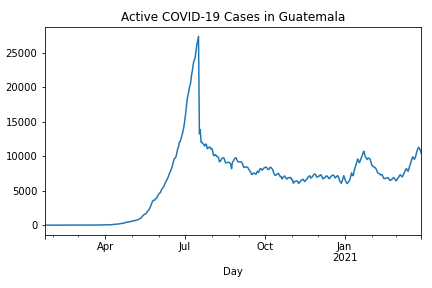 Active COVID-19 Cases in Guatemala
25000
20000
15000
10000
5000
0
Apr
Jul
Oct
Jan
2021
Day